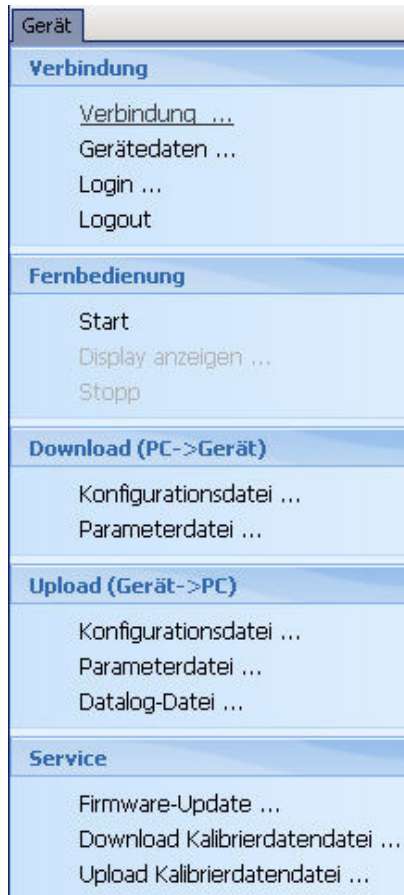 Gerät
Verbindung
Verbindung ...
Gerätedaten ...
Login ...
Logout
Fernbedienung
Start
Display anzeigen ...
Stopp
Download (PC->Gerät)
Konfigurationsdatei ...
Parameterdatei ...
Upload (Gerät->PC)
Konfigurationsdatei ...
Parameterdatei ...
Datalog-Datei ...
Service
Firmware-Update ...
Download Kalibrierdatendatei ...
Upload Kalibrierdatendatei ...